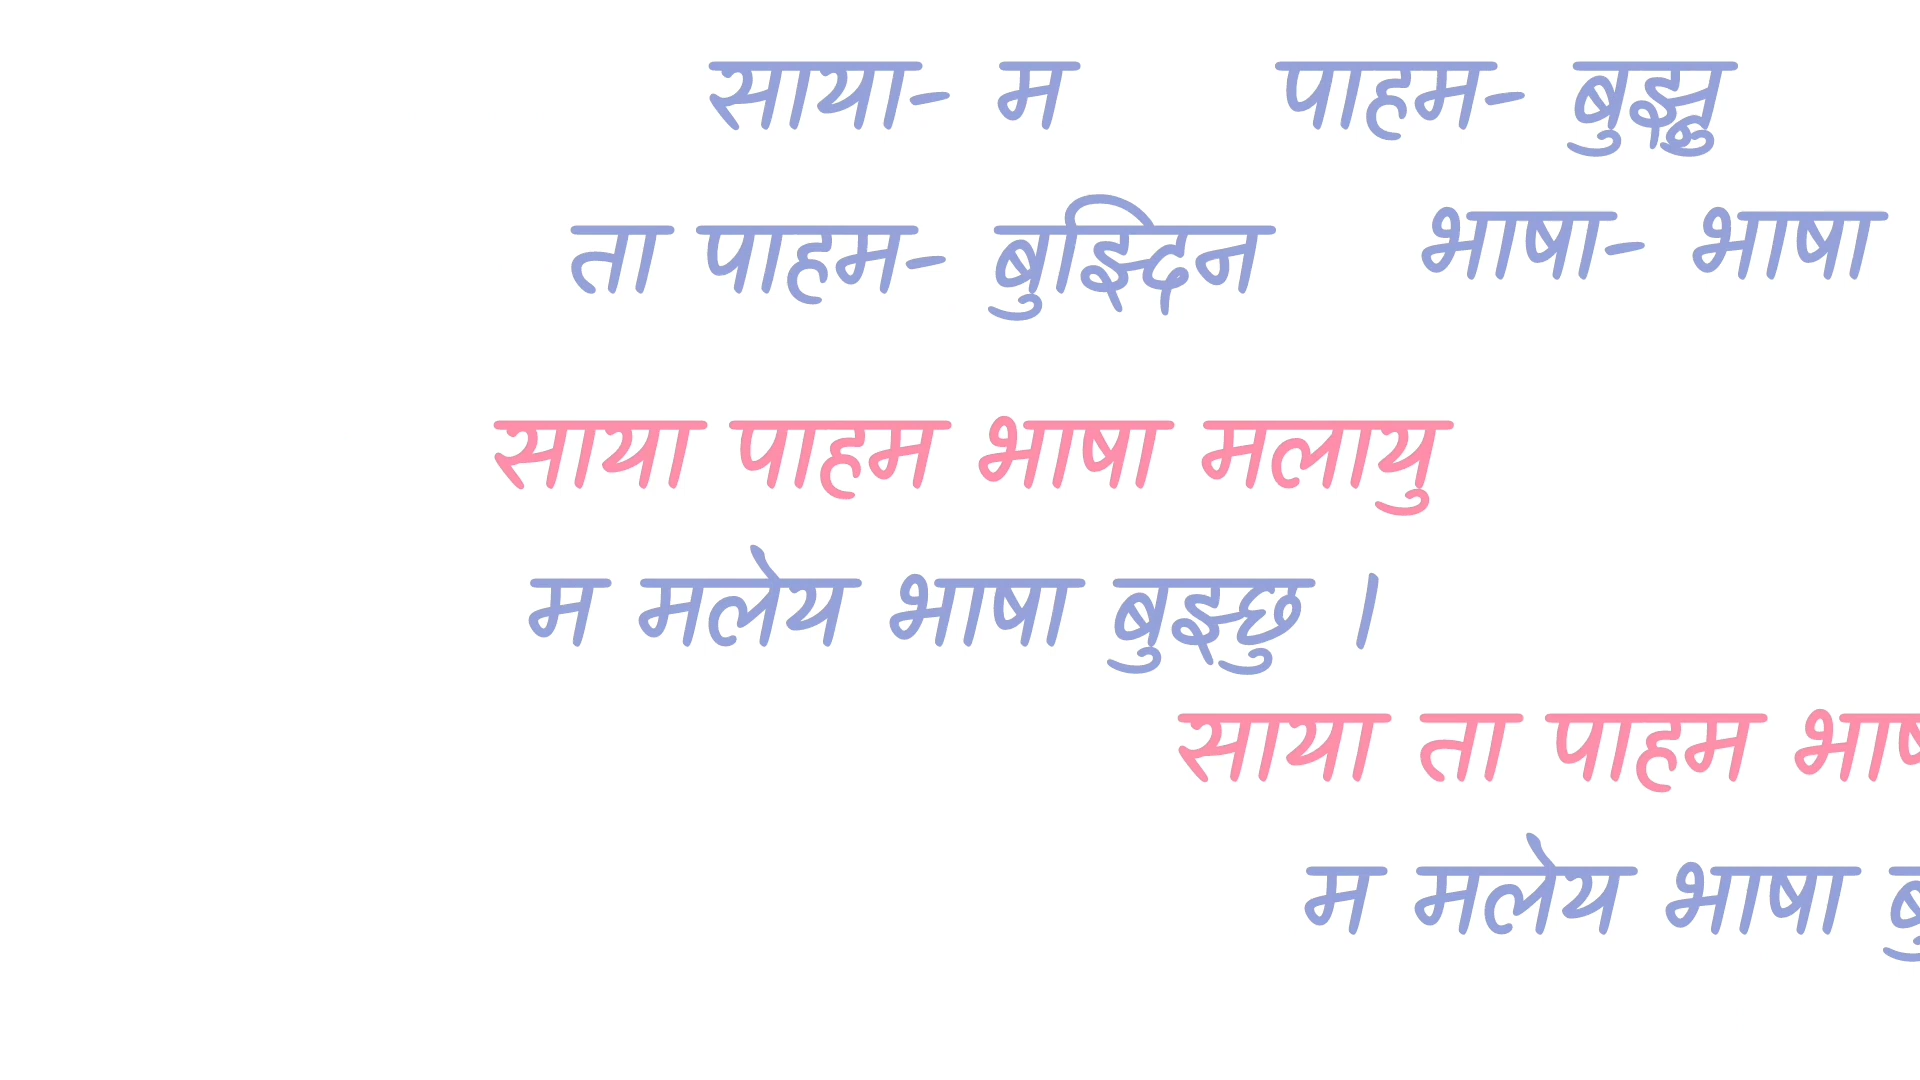 साया- म पाहम- बुझ्नु
ता पाहम- बुझ्दिन भाषा- भाषा
साया पाहम भाषा मलायु
म मलेय भाषा बुझ्छु ।
साया ता पाहम
म मलेय भाषा